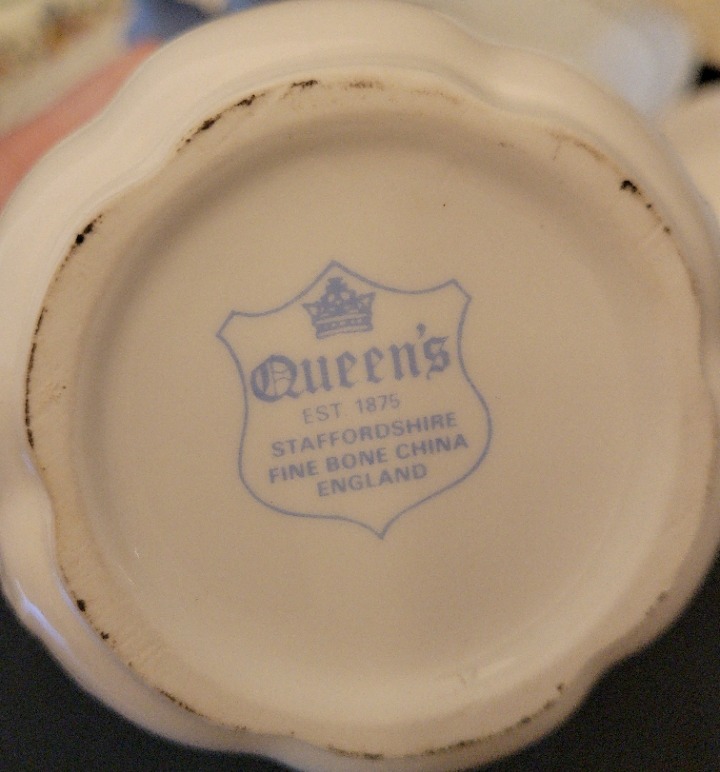 Queen's
EST. 1875
STAFFORDSHIRE
FINE BONE CHINA
ENGLAND